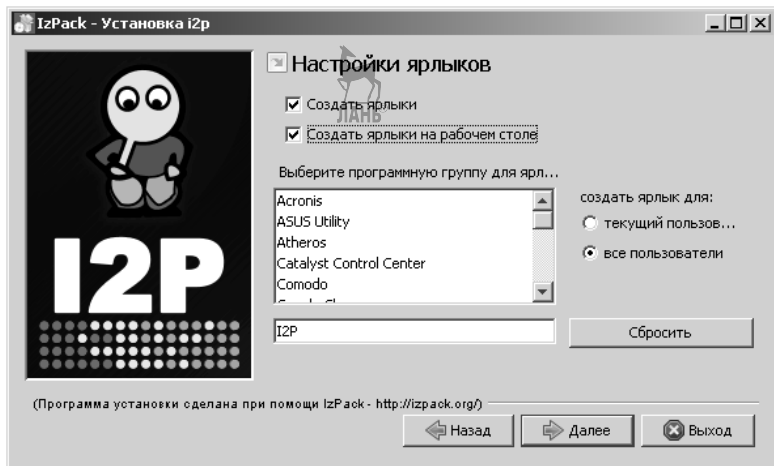 IzPack - Установка i2p
Настройки ярлыков
ЛАНЬ
Создать ярлыки
Создать ярлыки на рабочем столе
Выберите программную группу для ярл...
Acronis
ASUS Utility
Atheros
Catalyst Control Center
Comodo
создать ярлык для:
текущий пользов...
все пользователи
I2P
I2P
Сбросить
(Программа установки сделана при помощи IzPack - http://izpack.org/)
Назад
Далее
Выход